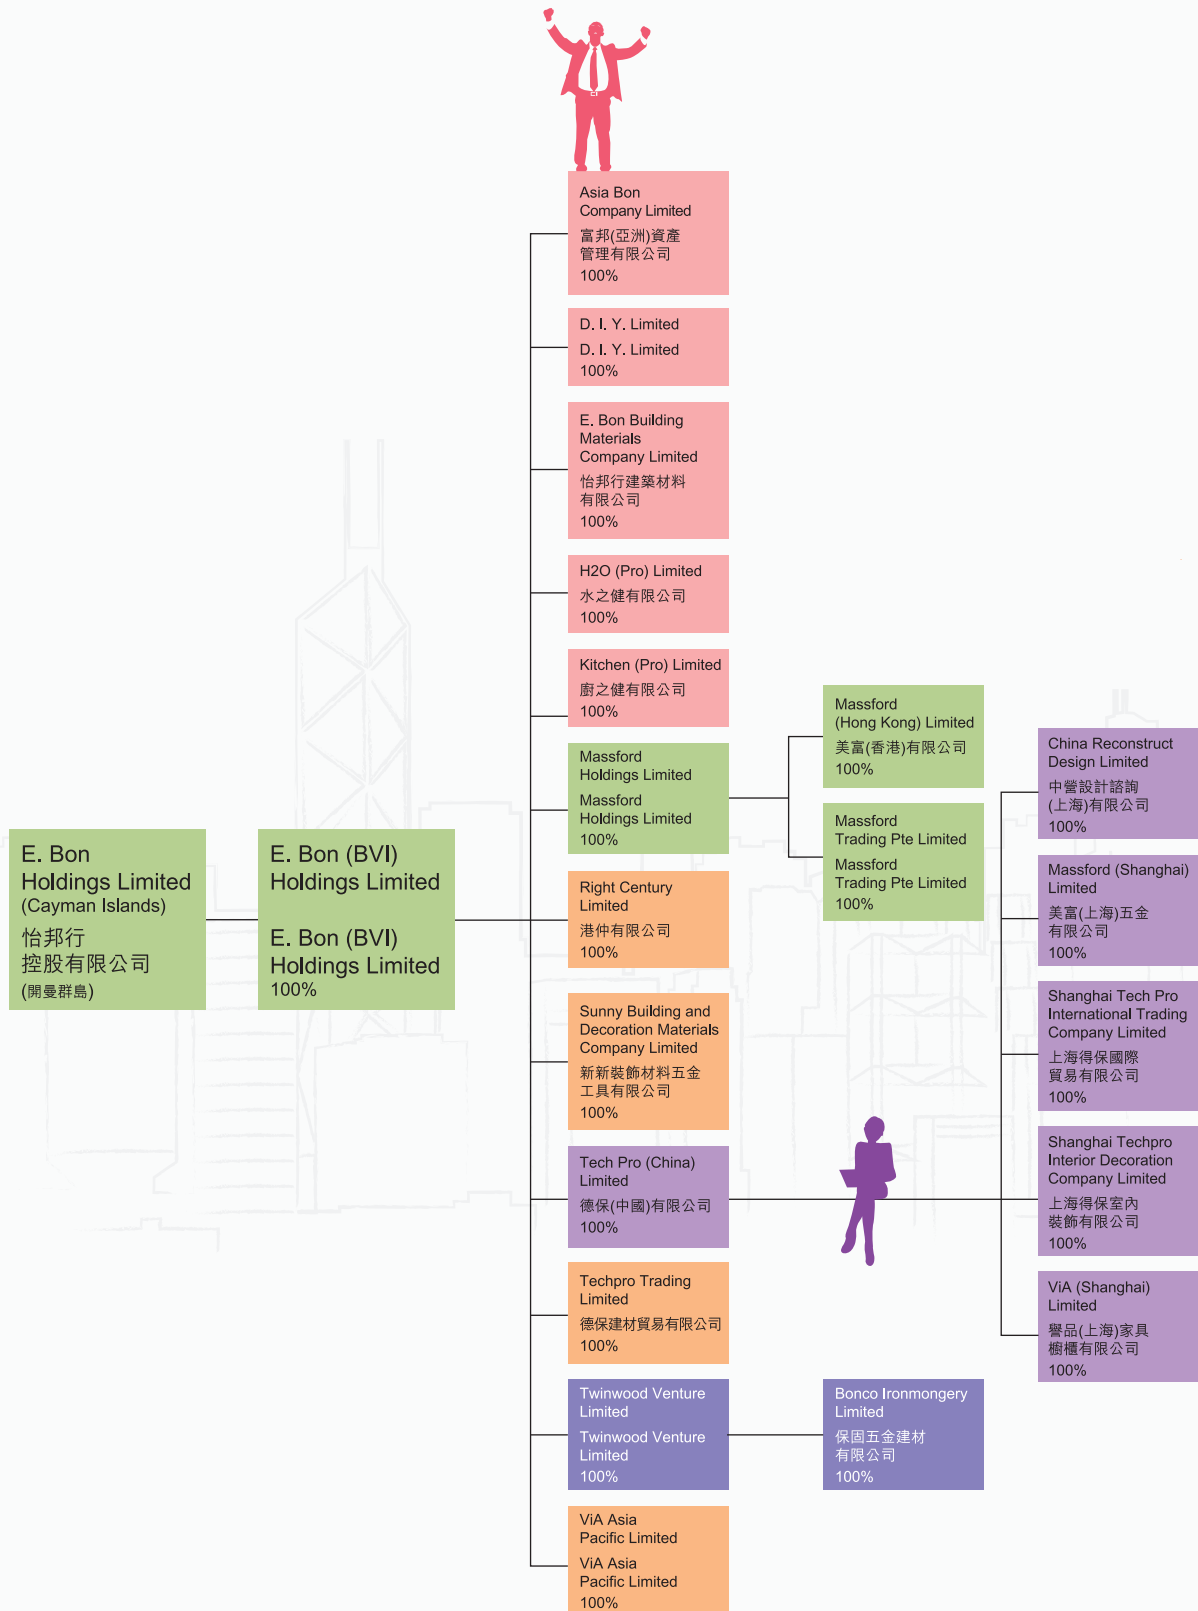 Asia Bon
Company Limited
富邦(亞洲)資產
管理有限公司
100%
D. I. Y. Limited
D. I. Y. Limited
100%
E. Bon Building
Materials
Company Limited
怡邦行建築材料
有限公司
100%
H2O (Pro) Limited
水之健有限公司
100%
Kitchen (Pro) Limited
廚之健有限公司
100%
Massford
Holdings Limited
Massford
Holdings Limited
100%
Massford
(Hong Kong) Limited
美富(香港)有限公司
100%
Massford
Trading Pte Limited
Massford
Trading Pte Limited
100%
E. Bon
Holdings Limited
(Cayman Islands)
怡邦行
控股有限公司
(開曼群島)
E. Bon (BVI)
Holdings Limited
E. Bon (BVI)
Holdings Limited
100%
Right Century
Limited
港仲有限公司
100%
Sunny Building and
Decoration Materials
Company Limited
新新裝飾材料五金
工具有限公司
100%
Tech Pro (China)
Limited
德保(中國)有限公司
100%
China Reconstruct
Design Limited
中營設計諮詢
(上海)有限公司
100%
Massford (Shanghai)
Limited
美富(上海)五金
有限公司
100%
Shanghai Tech Pro
International Trading
Company Limited
上海得保國際
貿易有限公司
100%
Shanghai Techpro
Interior Decoration
Company Limited
上海得保室內
裝飾有限公司
100%
ViA (Shanghai)
Limited
譽品(上海)家具
櫥櫃有限公司
100%
Techpro Trading
Limited
德保建材貿易有限公司
100%
Twinwood Venture
Limited
Twinwood Venture
Limited
100%
Bonco Ironmongery
Limited
保固五金建材
有限公司
100%
ViA Asia
Pacific Limited
ViA Asia
Pacific Limited
100%